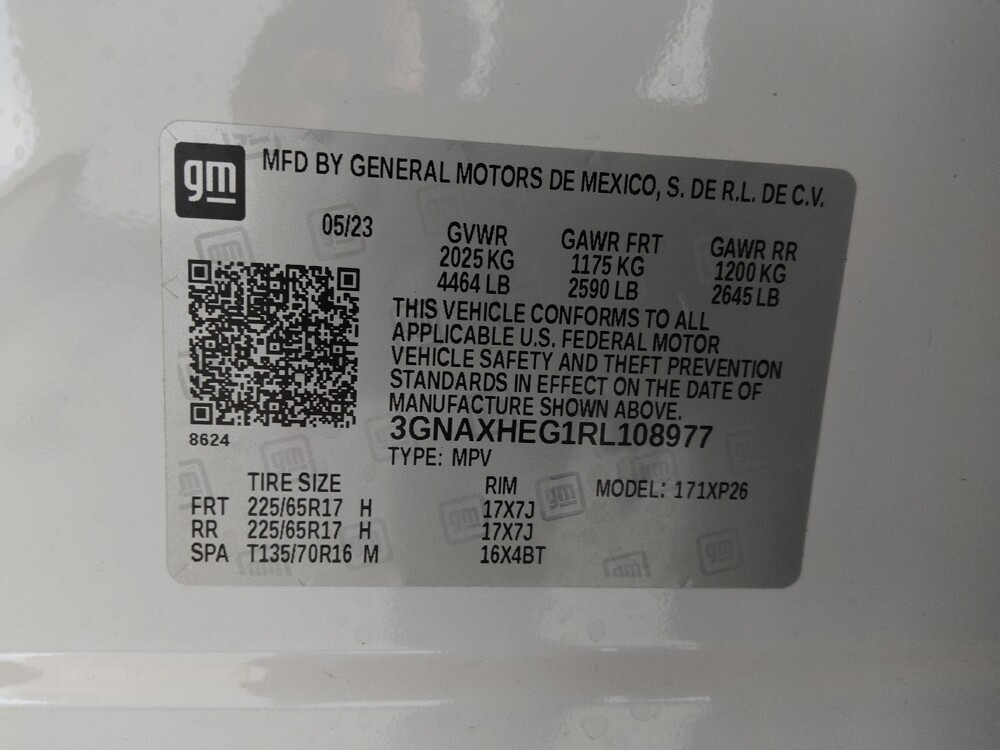 gm
MFD BY GENERAL MOTORS DE MEXICO, S. DE R.L. DE C.V.
05/23
GVWR GAWR FRT GAWR RR
2025 KG 1175 KG 1200 KG
4464 LB 2590 LB 2645 LB
THIS VEHICLE CONFORMS TO ALL
APPLICABLE U.S. FEDERAL MOTOR
VEHICLE SAFETY AND THEFT PREVENTION
STANDARDS IN EFFECT ON THE DATE OF
MANUFACTURE SHOWN ABOVE.
3GNAXHEG1RL108977
8624
TYPE: MPV
TIRE SIZE RIM MODEL: 171XP26
FRT 225/65R17 H 17X7J
RR 225/65R17 H 17X7J
SPA T135/70R16 M 16X4BT